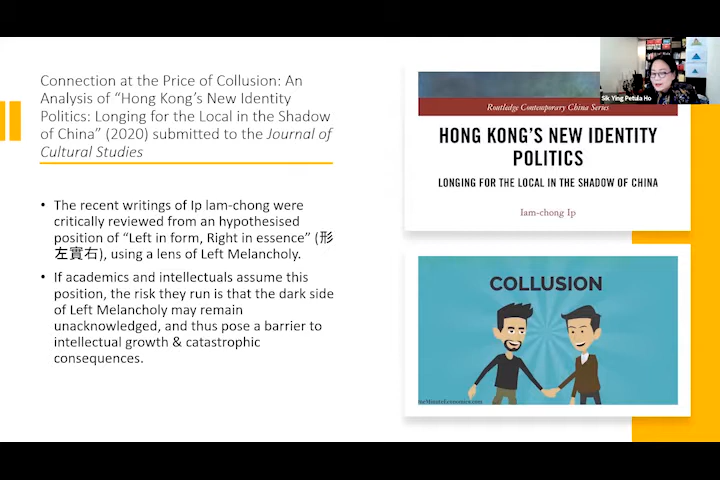 Connection at the Price of Collusion: An
Analysis of “Hong Kong’s New Identity
Politics: Longing for the Local in the Shadow
of China” (2020) submitted to the Journal of
Cultural Studies
• The recent writings of Ip Iam-chong were
critically reviewed from an hypothesised
position of “Left in form, Right in essence” (形
左實右), using a lens of Left Melancholy.
• If academics and intellectuals assume this
position, the risk they run is that the dark side
of Left Melancholy may remain
unacknowledged, and thus pose a barrier to
intellectual growth & catastrophic
consequences.
Sik Ying Petula Ho
Routledge Contemporary China Series
HONG KONG’S NEW IDENTITY
POLITICS
LONGING FOR THE LOCAL IN THE SHADOW OF CHINA
Iam-chong Ip
COLLUSION